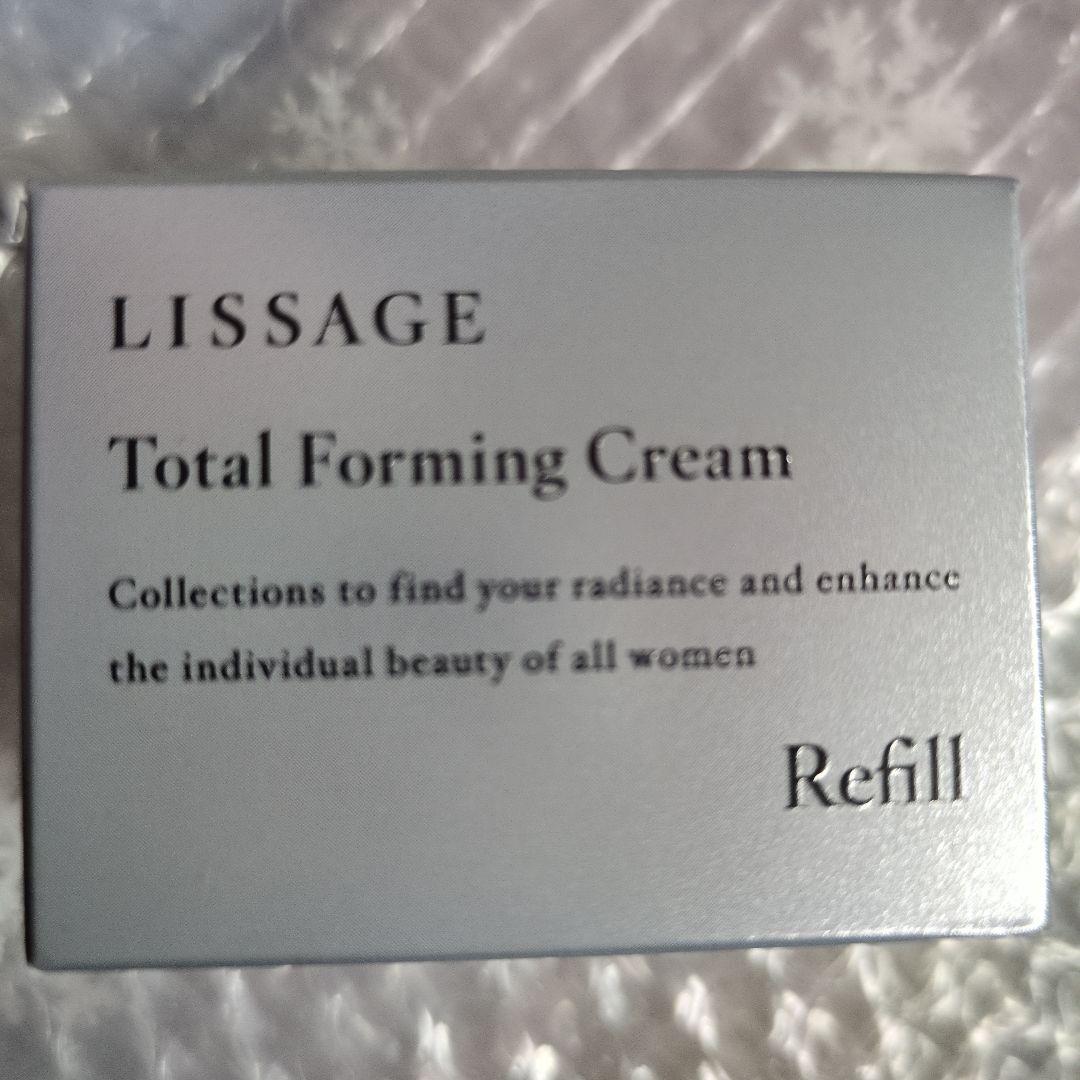 LISSAGE
Total Forming Cream
Collections to find your radiance and enhance
the individual beauty of all women
Refill